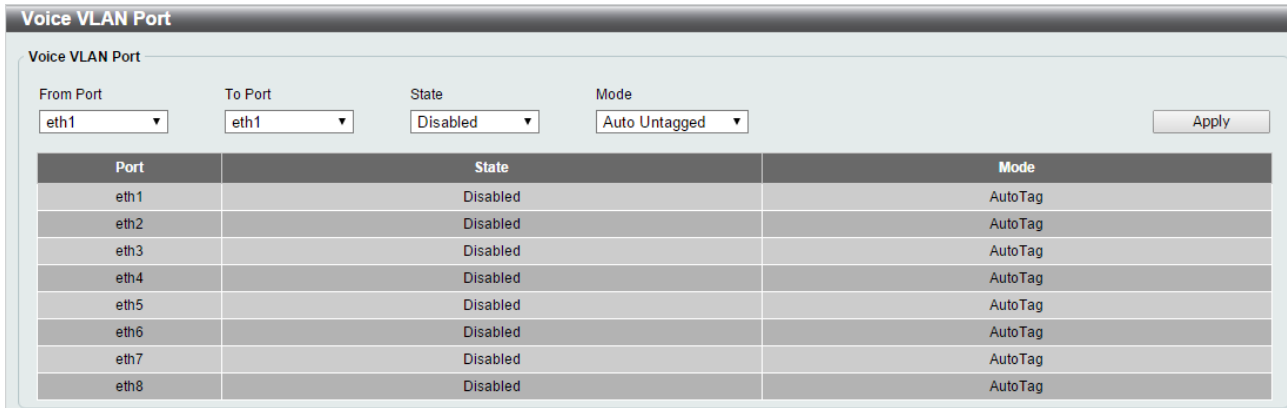 Voice VLAN Port
Voice VLAN Port
From Port To Port State Mode
eth1 eth1 Disabled Auto Untagged Apply
Port State Mode
eth1 Disabled AutoTag
eth2 Disabled AutoTag
eth3 Disabled AutoTag
eth4 Disabled AutoTag
eth5 Disabled AutoTag
eth6 Disabled AutoTag
eth7 Disabled AutoTag
eth8 Disabled AutoTag